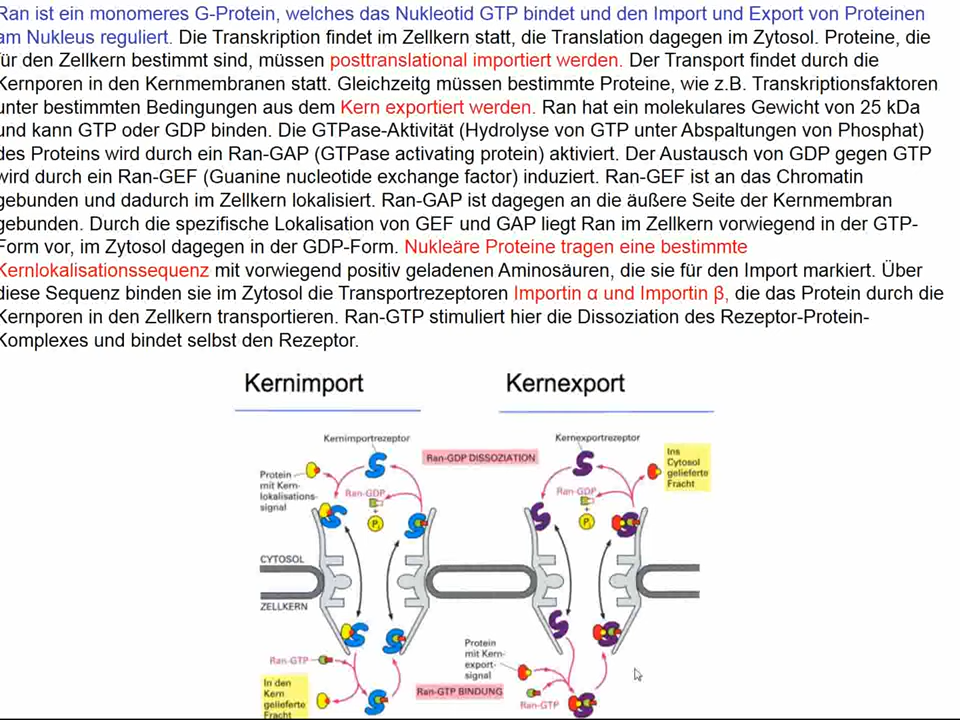 Ran ist ein monomeres G-Protein, welches das Nukleotid GTP bindet und den Import und Export von Proteinen
am Nukleus reguliert. Die Transkription findet im Zellkern statt, die Translation dagegen im Zytosol. Proteine, die
für den Zellkern bestimmt sind, müssen posttranslational importiert werden. Der Transport findet durch die
Kernporen in den Kernmembranen statt. Gleichzeitg müssen bestimmte Proteine, wie z.B. Transkriptionsfaktoren
unter bestimmten Bedingungen aus dem Kern exportiert werden. Ran hat ein molekulares Gewicht von 25 kDa
und kann GTP oder GDP binden. Die GTPase-Aktivität (Hydrolyse von GTP unter Abspaltungen von Phosphat)
des Proteins wird durch ein Ran-GAP (GTPase activating protein) aktiviert. Der Austausch von GDP gegen GTP
wird durch ein Ran-GEF (Guanine nucleotide exchange factor) induziert. Ran-GEF ist an das Chromatin
gebunden und dadurch im Zellkern lokalisiert. Ran-GAP ist dagegen an die äußere Seite der Kernmembran
gebunden. Durch die spezifische Lokalisation von GEF und GAP liegt Ran im Zellkern vorwiegend in der GTP-
Form vor, im Zytosol dagegen in der GDP-Form. Nukleäre Proteine tragen eine bestimmte
Kernlokalisationssequenz mit vorwiegend positiv geladenen Aminosäuren, die sie für den Import markiert. Über
diese Sequenz binden sie im Zytosol die Transportrezeptoren Importin α und Importin β, die das Protein durch die
Kernporen in den Zellkern transportieren. Ran-GTP stimuliert hier die Dissoziation des Rezeptor-Protein-
Komplexes und bindet selbst den Rezeptor.
Kernimport
Kernexport
Kernimportrezeptor
Ran-GDP DISSOZIATION
Kernexportrezeptor
Ins
Cytosol
gelieferte
Fracht
Protein
mit Kern-
lokalisations-
signal
Ran-GDP
+
Pi
Ran-GDP
+
Pi
CYTOSOL
ZELLKERN
Protein
mit Kern-
export-
signal
Ran-GTP
In den
Kern
gelieferte
Fracht
Ran-GTP BINDUNG
Ran-GTP